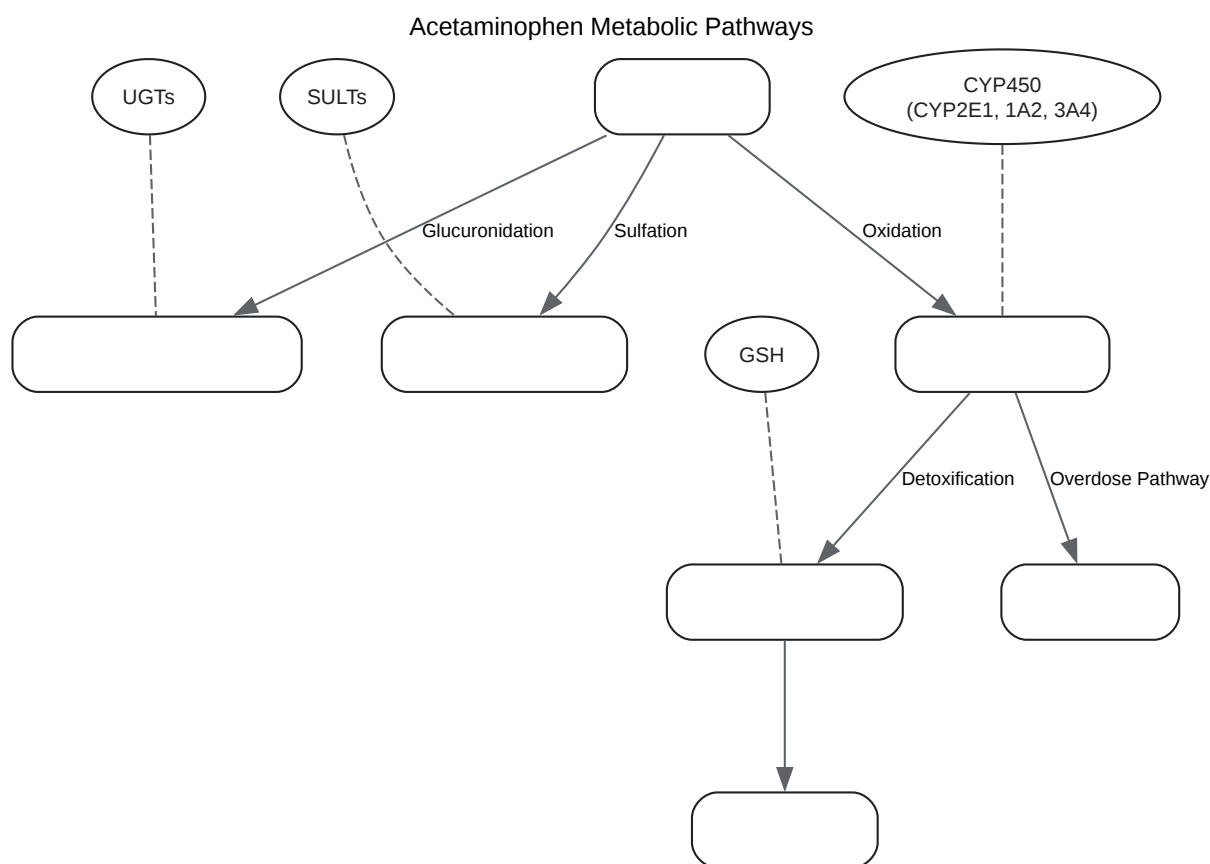 Acetaminophen Metabolic Pathways
UGTs
SULTs
CYP450
(CYP2E1, 1A2, 3A4)
Glucuronidation
Sulfation
Oxidation
GSH
Detoxification
Overdose Pathway